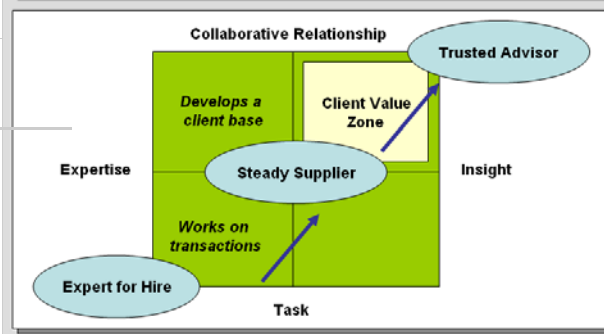 Collaborative Relationship
Trusted Advisor
Develops a
client base
Client Value
Zone
Expertise
Steady Supplier
Insight
Works on
transactions
Expert for Hire
Task